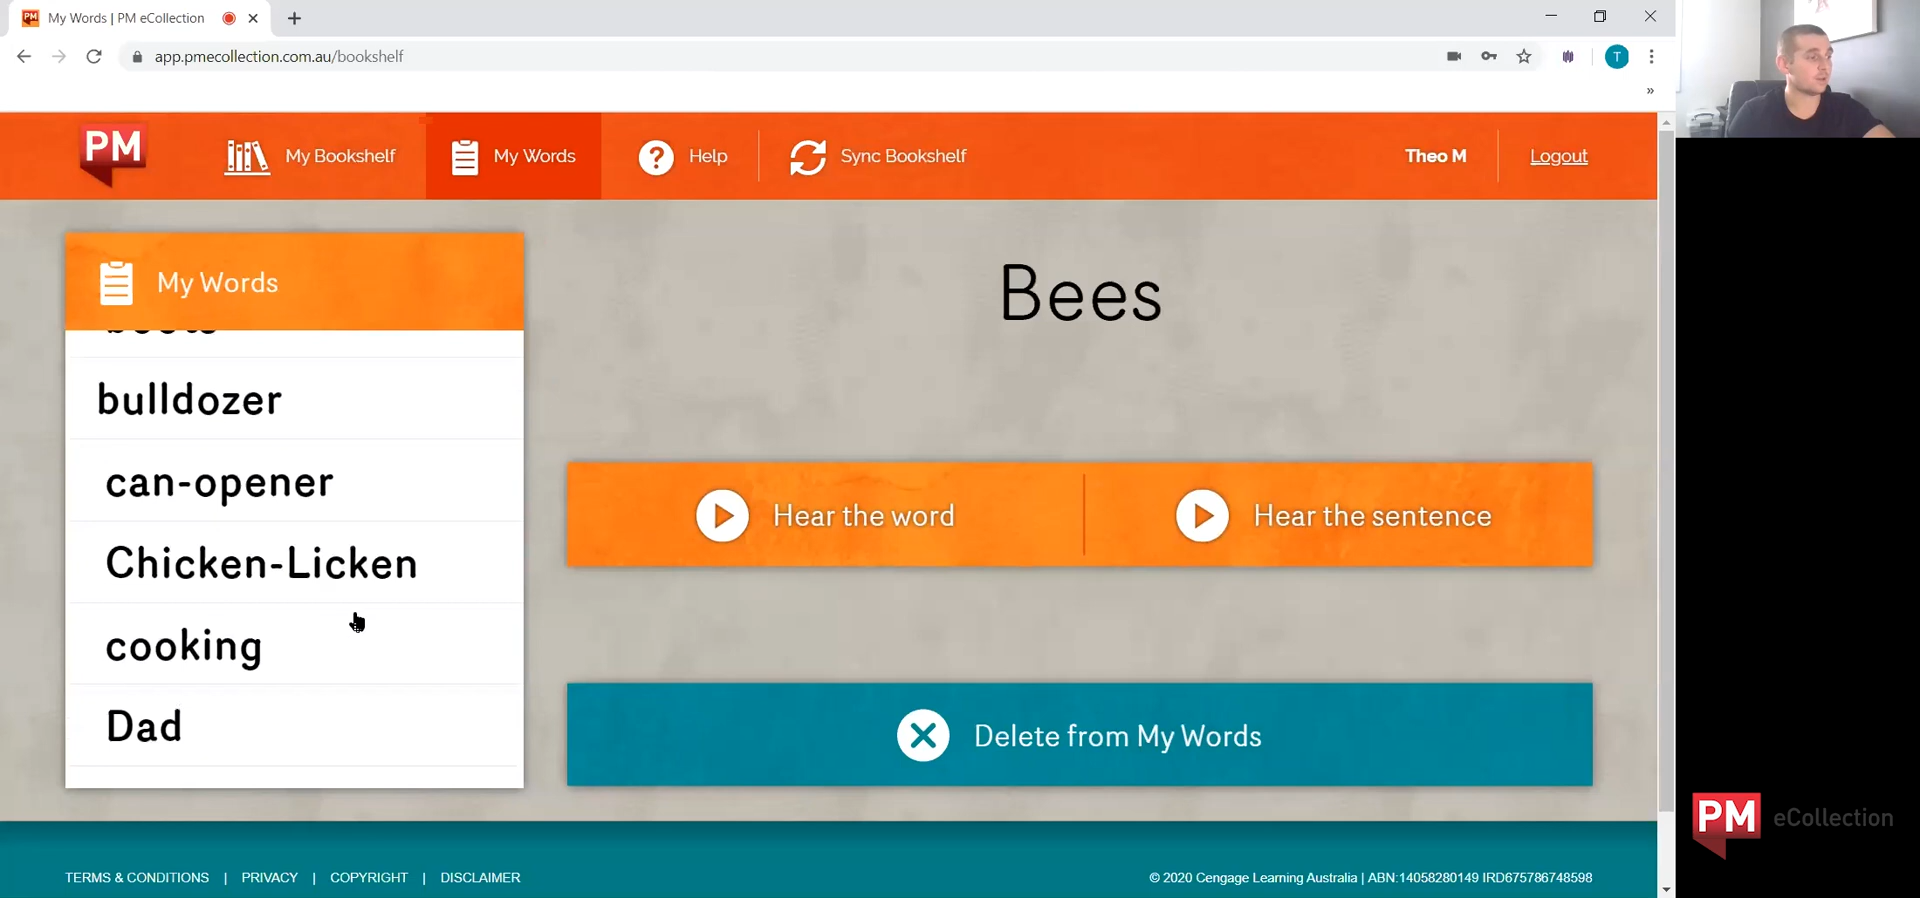 My Words | PM eCollection
app.pmecollection.com.au/bookshelf
T
»
PM
My Bookshelf
My Words
? Help
Sync Bookshelf
Theo M
Logout
My Words
bulldozer
can-opener
Chicken-Licken
cooking
Dad
Bees
Hear the word
Hear the sentence
Delete from My Words
TERMS & CONDITIONS | PRIVACY | COPYRIGHT | DISCLAIMER
© 2020 Cengage Learning Australia | ABN:14058280149 IRD675786748598
PM eCollection